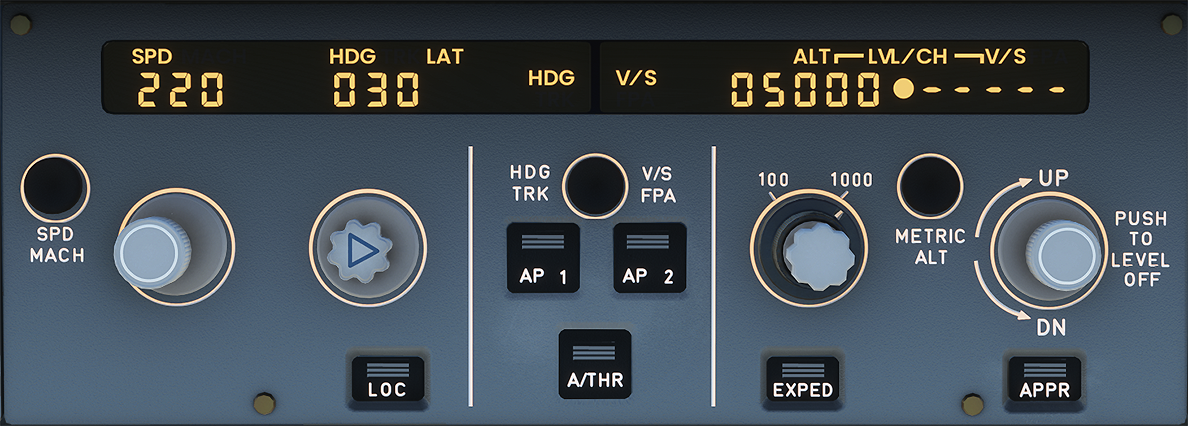 SPD HDG LAT ALT LVL/CH V/S
220 030 HDG V/S 05000 -----
SPD
MACH
HDG
TRK
V/S
FPA
AP 1
AP 2
A/THR
LOC
100 1000
METRIC
ALT
UP
PUSH
TO
LEVEL
OFF
DN
EXPED
APPR